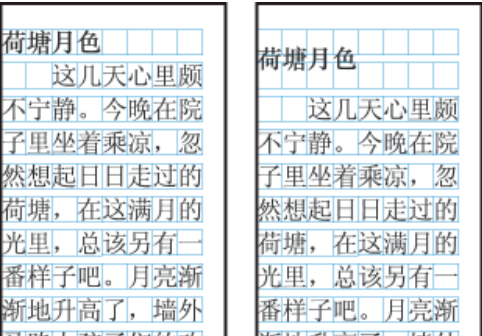 荷塘月色
这几天心里颇
不宁静。今晚在院
子里坐着乘凉，忽
然想起日日走过的
荷塘，在这满月的
光里，总该另有一
番样子吧。月亮渐
渐地升高了，墙外
荷塘月色
这几天心里颇
不宁静。今晚在院
子里坐着乘凉，忽
然想起日日走过的
荷塘，在这满月的
光里，总该另有一
番样子吧。月亮渐